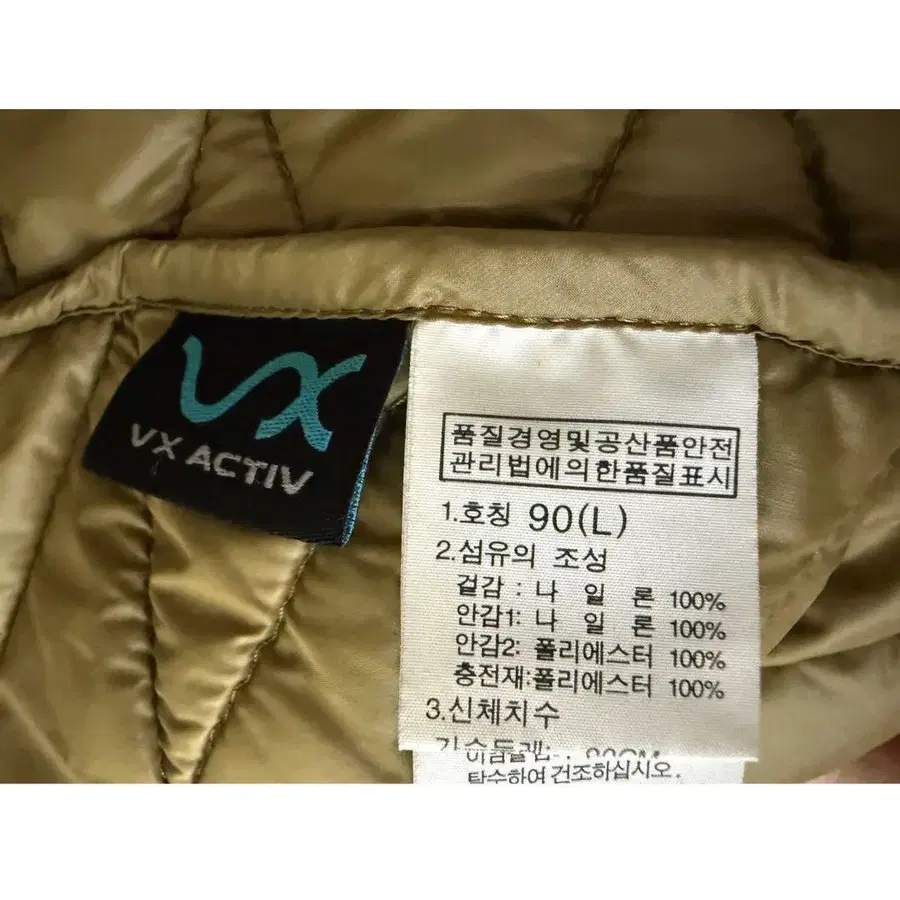 VX
VX ACTIV
품질경영및공산품안전
관리법에의한품질표시
1.호칭 90(L)
2.섬유의 조성
겉감 : 나 일 론 100%
안감1: 나 일 론 100%
안감2: 폴리에스터 100%
충전재:폴리에스터 100%
3.신체치수
탈수하여 건조하십시오.